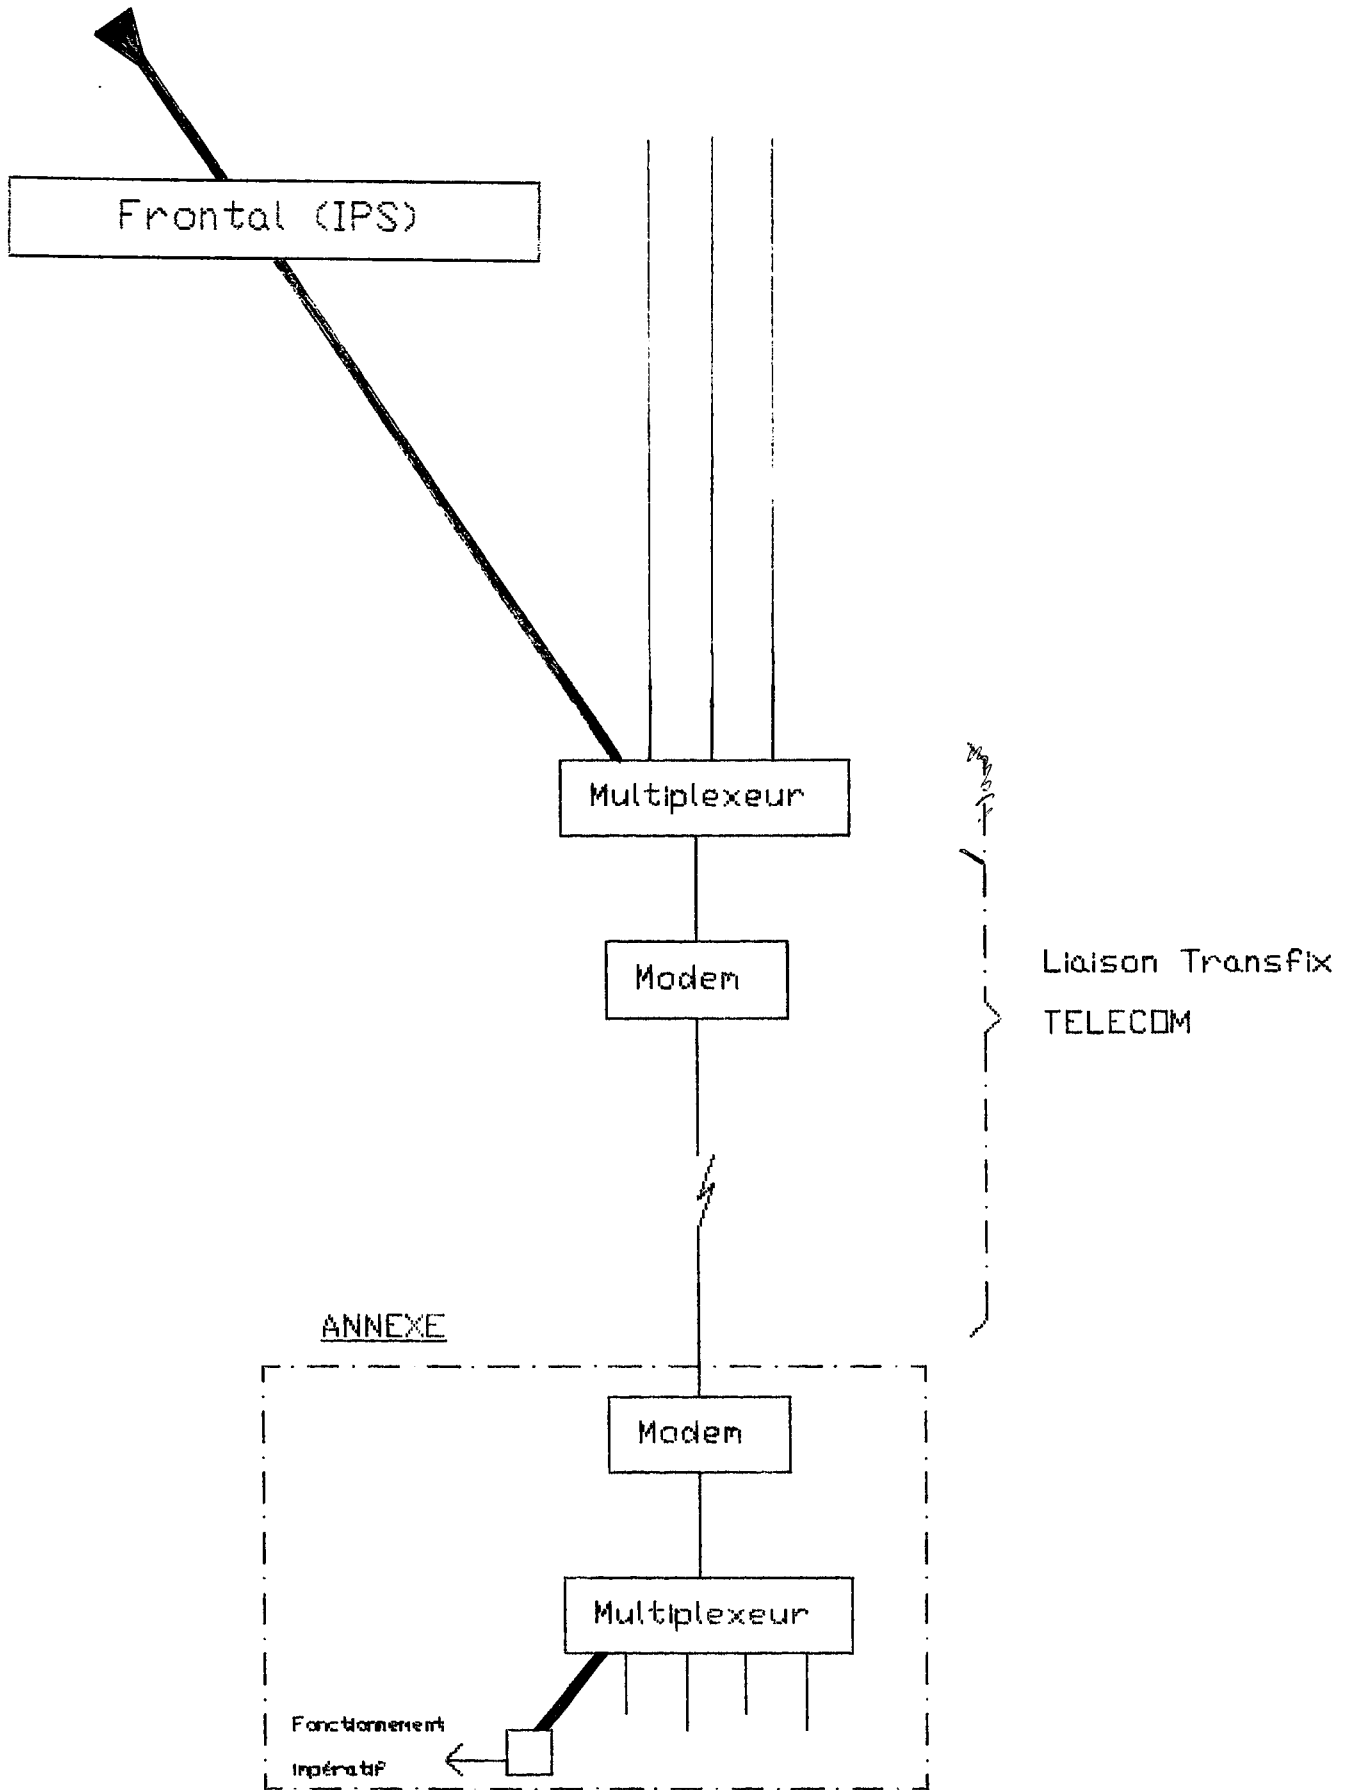 Frontal (IPS)
Multiplexeur
Modem
Liaison Transfix
TELECOM
ANNEXE
Modem
Multiplexeur
Fonctionnement
impératif